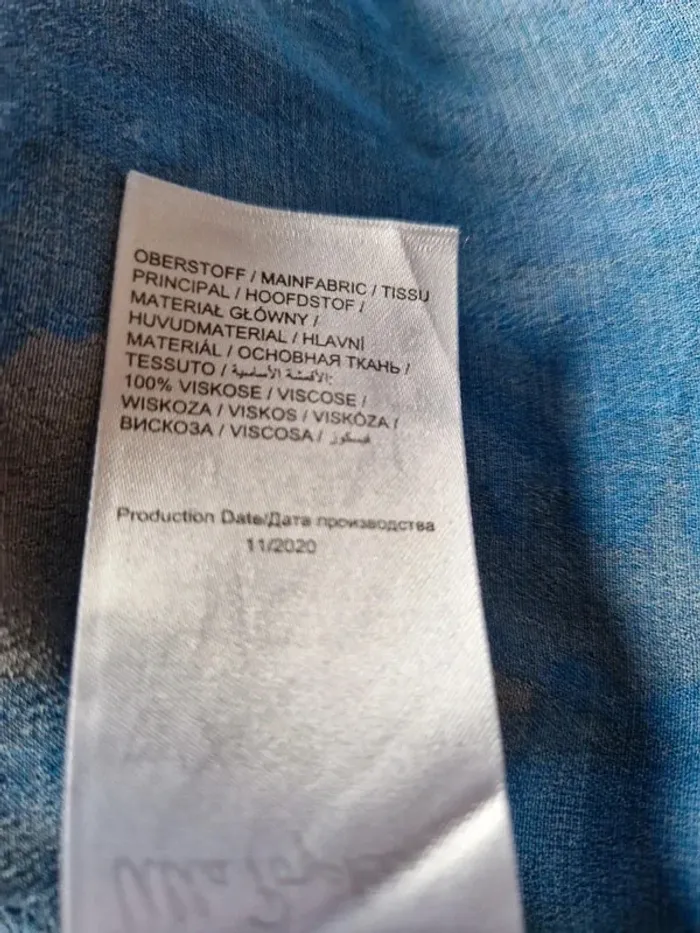 OBERSTOFF / MAINFABRIC / TISSU
PRINCIPAL / HOOFDSTOF /
MATERIAŁ GŁÓWNY /
HUVUDMATERIAL / HLAVNÍ
MATERIÁL / ОСНОВНАЯ ТКАНЬ /
TESSUTO / الأقمشة الأساسية:
100% VISKOSE / VISCOSE /
WISKOZA / VISKOS / VISKÓZA /
ВИСКОЗА / VISCOSA / فيسكوز
Production Date/Дата производства
11/2020